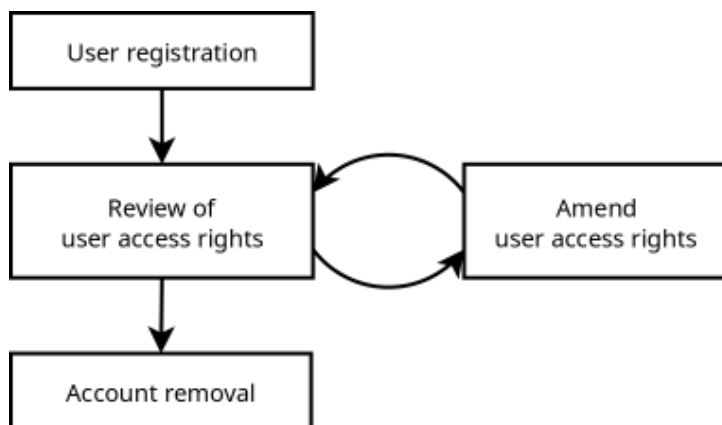 User registration
Review of
user access rights
Amend
user access rights
Account removal